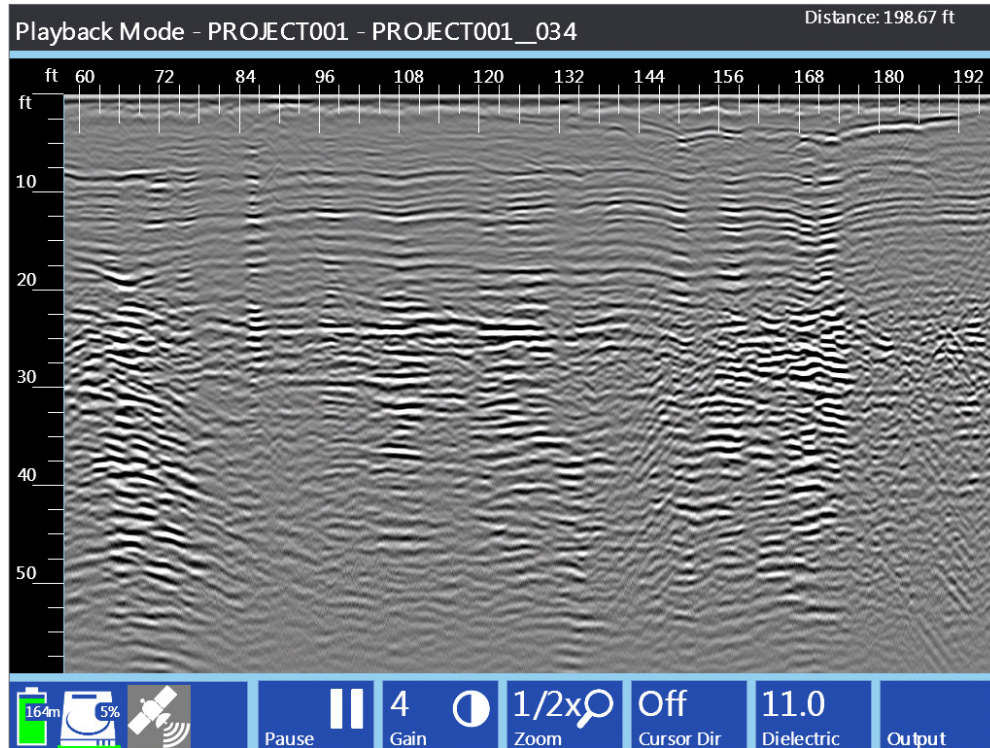 Playback Mode - PROJECT001 - PROJECT001__034
Distance: 198.67 ft
ft 60 72 84 96 108 120 132 144 156 168 180 192
ft
10
20
30
40
50
164m
5%
Pause
4
Gain
1/2x
Zoom
Off
Cursor Dir
11.0
Dielectric
Output